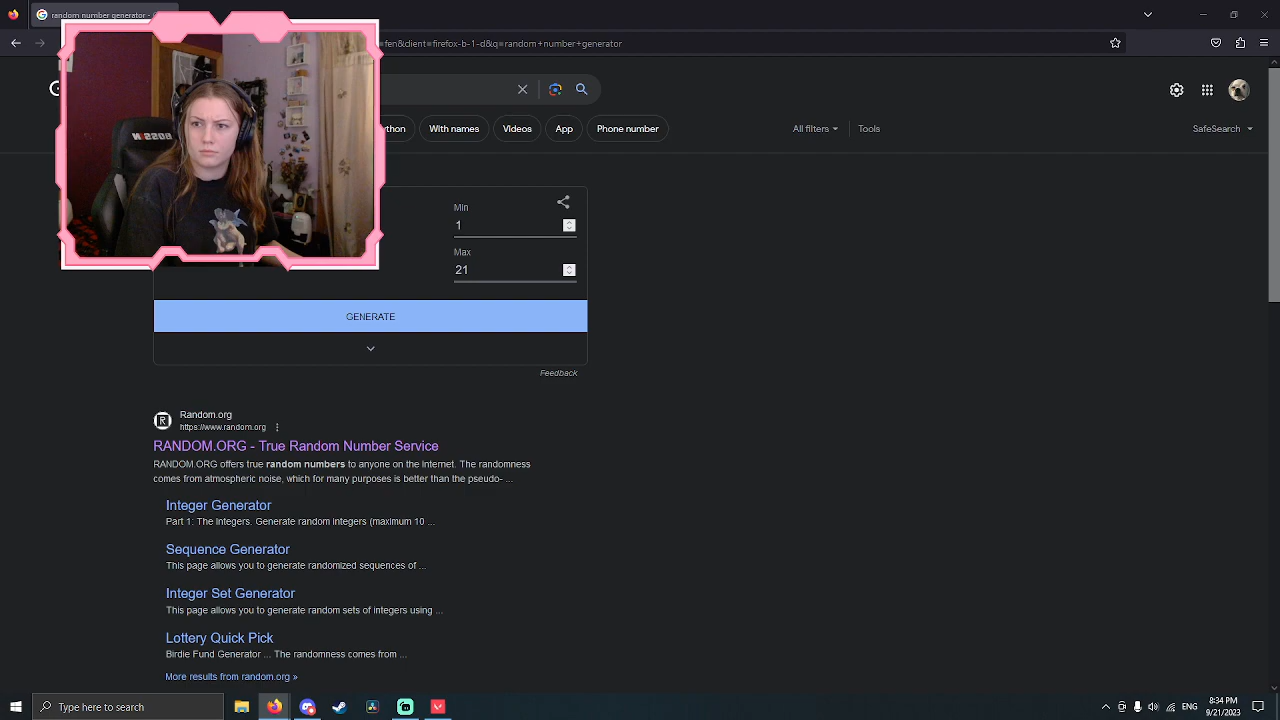 random number generator -
=fen&client=firefox-b-1-d&q=random+number+generator
thon
With names
Videos
App
Phone number
All filters
Tools
SafeSearch
Min
1
Max
21
GENERATE
Feedback
Random.org
https://www.random.org
RANDOM.ORG - True Random Number Service
RANDOM.ORG offers true random numbers to anyone on the Internet. The randomness
comes from atmospheric noise, which for many purposes is better than the pseudo- ...
Integer Generator
Part 1: The Integers. Generate random integers (maximum 10 ...
Sequence Generator
This page allows you to generate randomized sequences of ...
Integer Set Generator
This page allows you to generate random sets of integers using ...
Lottery Quick Pick
Birdie Fund Generator ... The randomness comes from ...
More results from random.org »
Type here to search
ENG
8:34 PM
9/21/2023